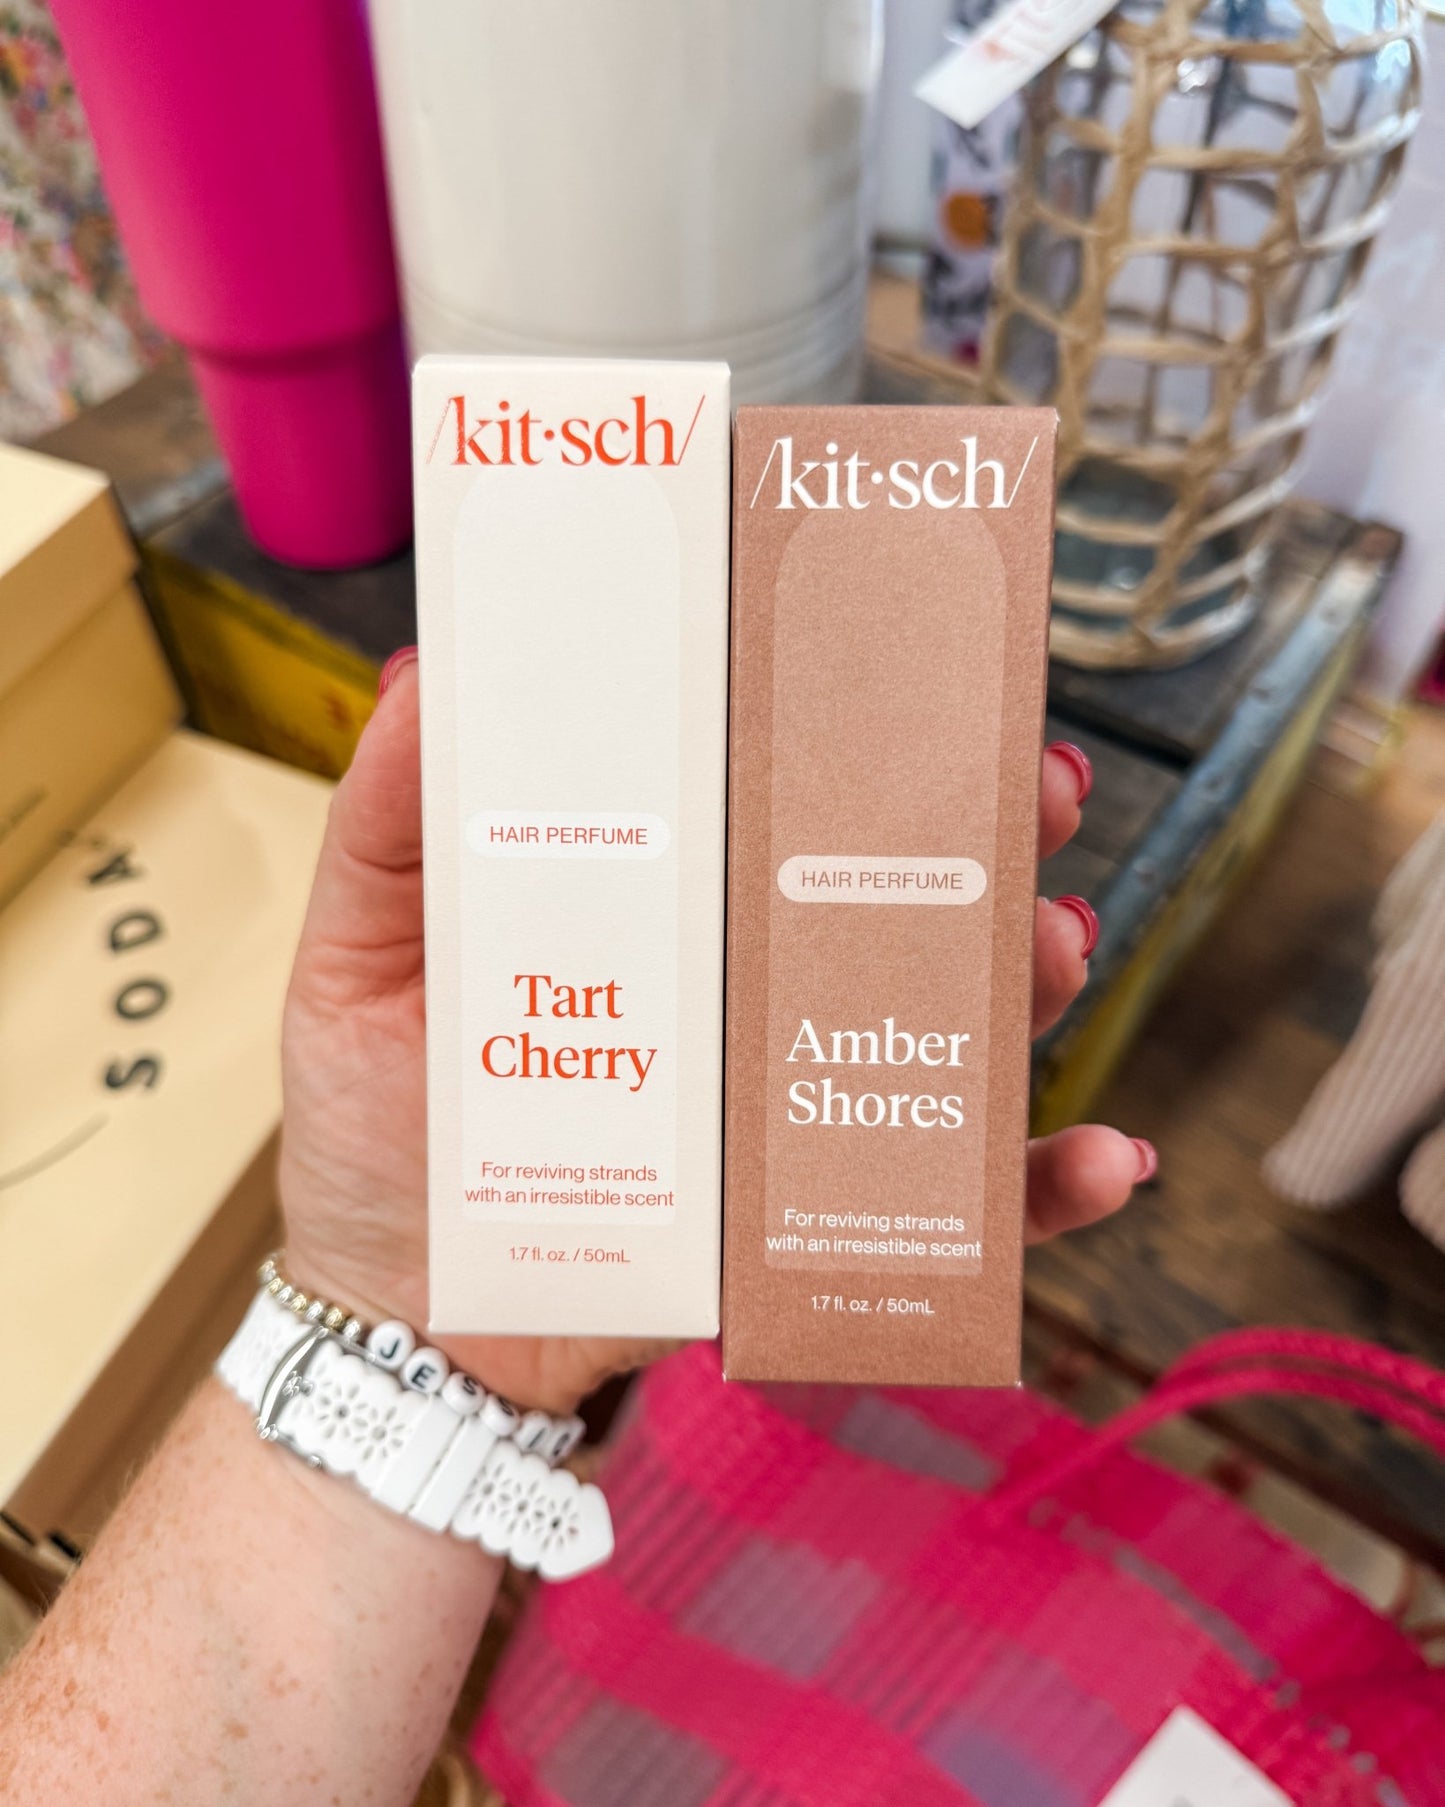 /kit·sch/
HAIR PERFUME
Tart
Cherry
For reviving strands
with an irresistible scent
1.7 fl. oz. / 50mL
/kit·sch/
HAIR PERFUME
Amber
Shores
For reviving strands
with an irresistible scent
1.7 fl. oz. / 50mL
SODA
JESSICA